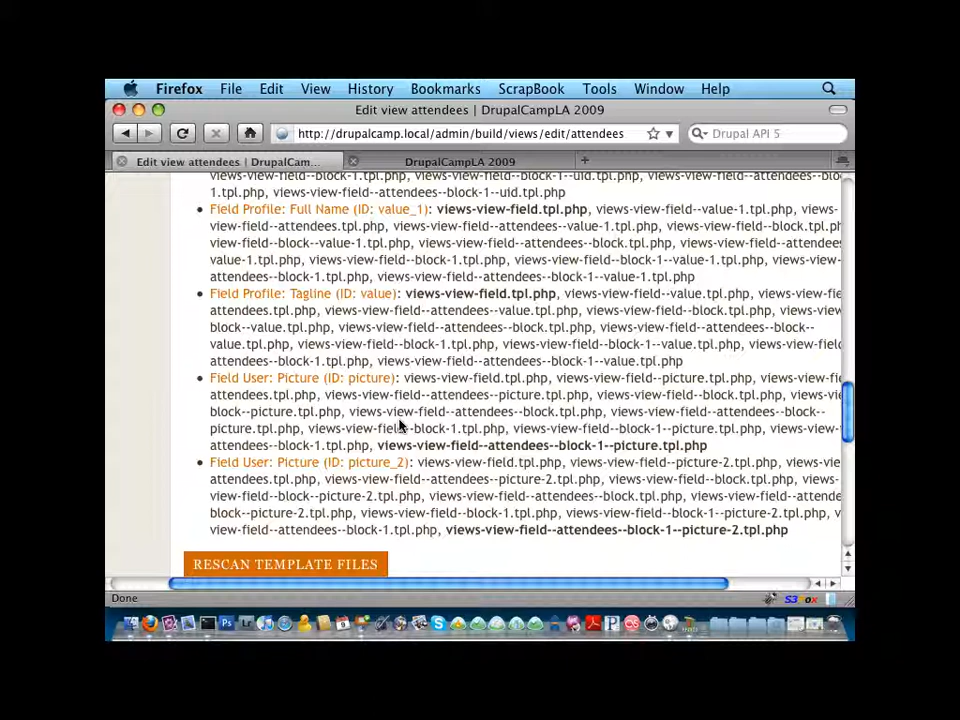 Firefox File Edit View History Bookmarks ScrapBook Tools Window Help
Edit view attendees | DrupalCampLA 2009
http://drupalcamp.local/admin/build/views/edit/attendees Drupal API 5
Edit view attendees | DrupalCam... DrupalCampLA 2009
views-view-field--attendees--block-1.tpl.php, views-view-field--attendees--block-1--uid.tpl.php, views-view-field--attendees--blo
1.tpl.php, views-view-field--attendees--block-1--uid.tpl.php
Field Profile: Full Name (ID: value_1): views-view-field.tpl.php, views-view-field--value-1.tpl.php, views-
view-field--attendees.tpl.php, views-view-field--attendees--value-1.tpl.php, views-view-field--block.tpl.php,
view-field--block--value-1.tpl.php, views-view-field--attendees--block.tpl.php, views-view-field--attendees
value-1.tpl.php, views-view-field--block-1.tpl.php, views-view-field--block-1--value-1.tpl.php, views-view-
attendees--block-1.tpl.php, views-view-field--attendees--block-1--value-1.tpl.php
Field Profile: Tagline (ID: value): views-view-field.tpl.php, views-view-field--value.tpl.php, views-view-fie
attendees.tpl.php, views-view-field--attendees--value.tpl.php, views-view-field--block.tpl.php, views-view-
block--value.tpl.php, views-view-field--attendees--block.tpl.php, views-view-field--attendees--block--
value.tpl.php, views-view-field--block-1.tpl.php, views-view-field--block-1--value.tpl.php, views-view-field
attendees--block-1.tpl.php, views-view-field--attendees--block-1--value.tpl.php
Field User: Picture (ID: picture): views-view-field.tpl.php, views-view-field--picture.tpl.php, views-view-fi
attendees.tpl.php, views-view-field--attendees--picture.tpl.php, views-view-field--block.tpl.php, views-view
block--picture.tpl.php, views-view-field--attendees--block.tpl.php, views-view-field--attendees--block--
picture.tpl.php, views-view-field--block-1.tpl.php, views-view-field--block-1--picture.tpl.php, views-view-
attendees--block-1.tpl.php, views-view-field--attendees--block-1--picture.tpl.php
Field User: Picture (ID: picture_2): views-view-field.tpl.php, views-view-field--picture-2.tpl.php, views-vie
attendees.tpl.php, views-view-field--attendees--picture-2.tpl.php, views-view-field--block.tpl.php, views-v
view-field--block--picture-2.tpl.php, views-view-field--attendees--block.tpl.php, views-view-field--attende
block--picture-2.tpl.php, views-view-field--block-1.tpl.php, views-view-field--block-1--picture-2.tpl.php, v
view-field--attendees--block-1.tpl.php, views-view-field--attendees--block-1--picture-2.tpl.php
RESCAN TEMPLATE FILES
Done S3Fox